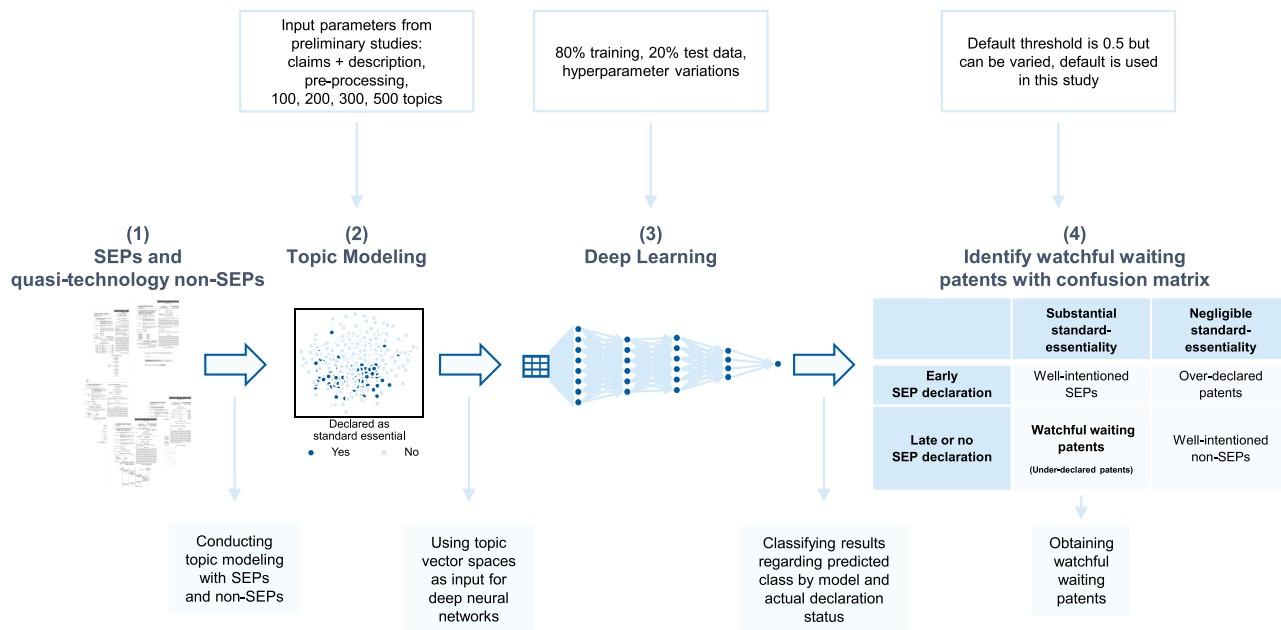 Input parameters from
preliminary studies:
claims + description,
pre-processing,
100, 200, 300, 500 topics
80% training, 20% test data,
hyperparameter variations
Default threshold is 0.5 but
can be varied, default is used
in this study
(1)
SEPs and
quasi-technology non-SEPs
(2)
Topic Modeling
(3)
Deep Learning
(4)
Identify watchful waiting
patents with confusion matrix
Declared as
standard essential
Yes No
Substantial
standard-
essentiality
Negligible
standard-
essentiality
Early
SEP declaration
Well-intentioned
SEPs
Over-declared
patents
Late or no
SEP declaration
Watchful waiting
patents
(Under-declared patents)
Well-intentioned
non-SEPs
Conducting
topic modeling
with SEPs
and non-SEPs
Using topic
vector spaces
as input for
deep neural
networks
Classifying results
regarding predicted
class by model and
actual declaration
status
Obtaining
watchful
waiting
patents